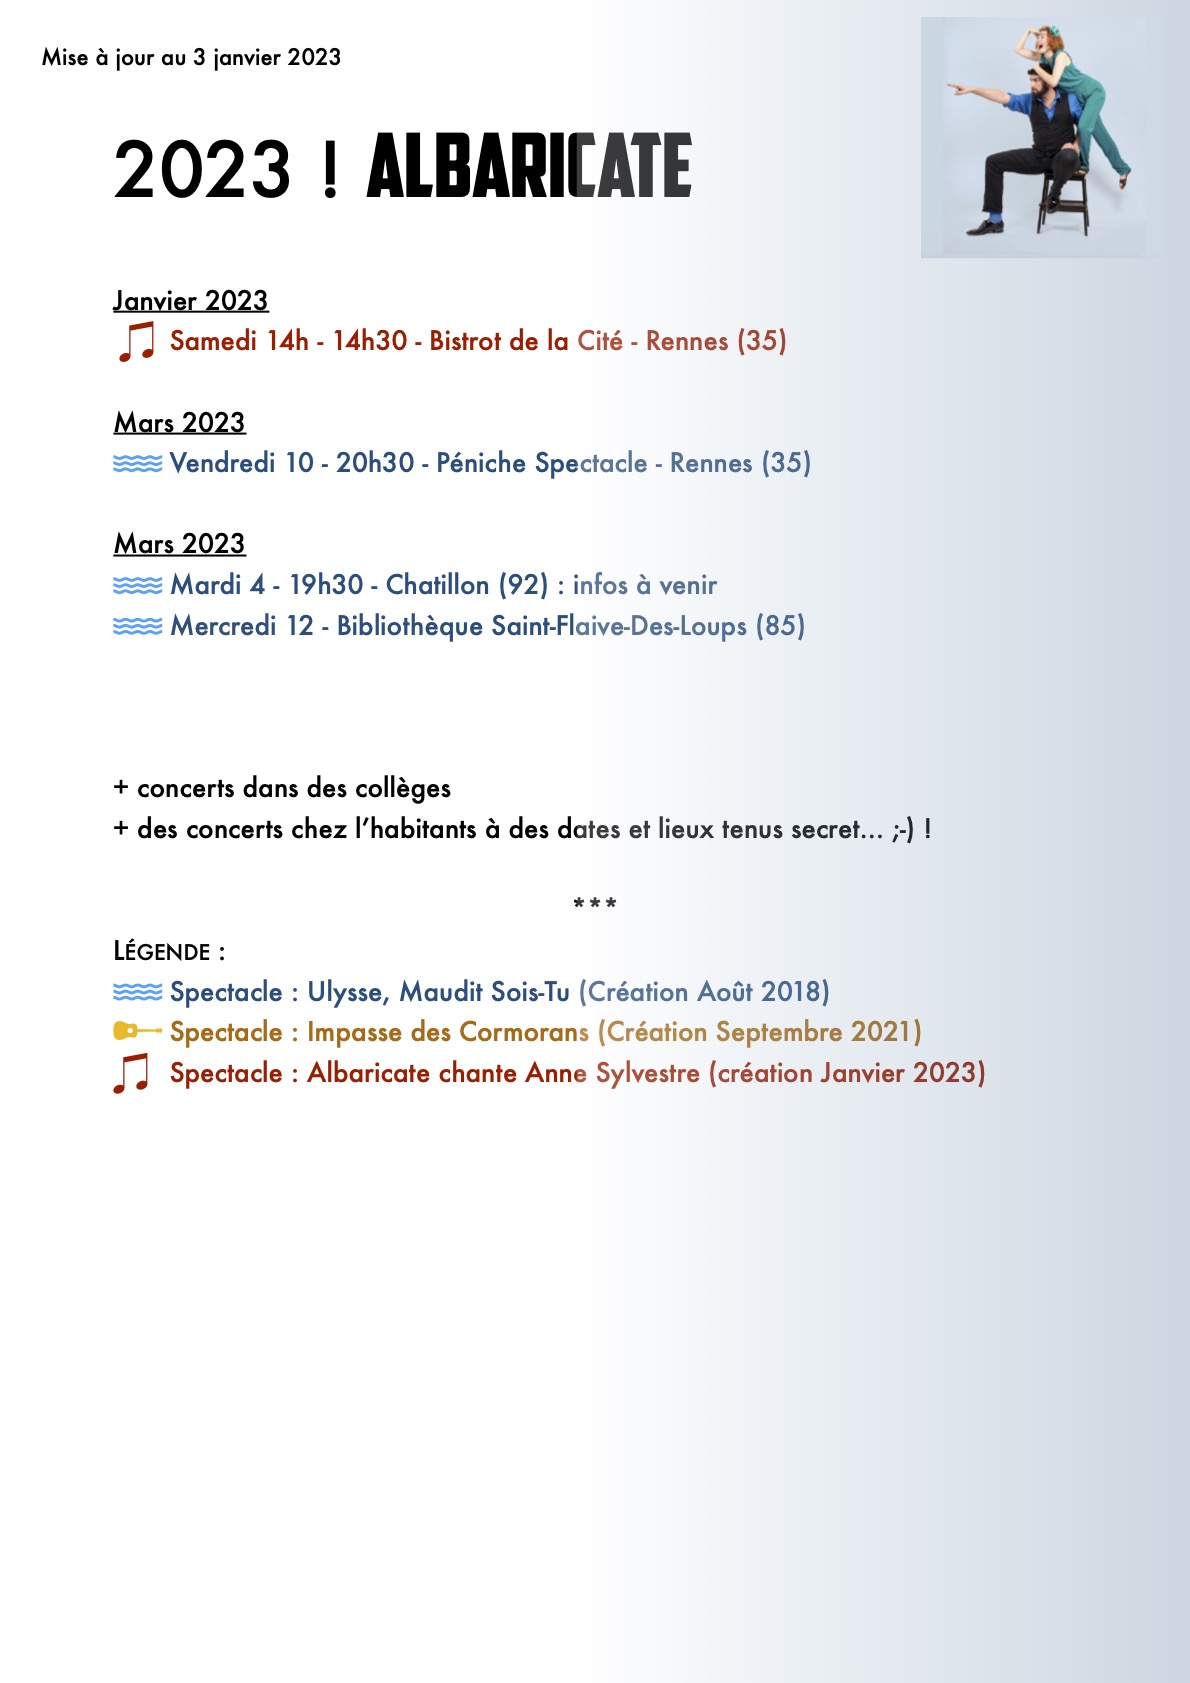 Mise à jour au 3 janvier 2023
2023 ! ALBARICATE
Janvier 2023
Samedi 14h - 14h30 - Bistrot de la Cité - Rennes (35)
Mars 2023
Vendredi 10 - 20h30 - Péniche Spectacle - Rennes (35)
Mars 2023
Mardi 4 - 19h30 - Chatillon (92) : infos à venir
Mercredi 12 - Bibliothèque Saint-Flaive-Des-Loups (85)
+ concerts dans des collèges
+ des concerts chez l’habitants à des dates et lieux tenus secret... ;-) !
***
LÉGENDE :
Spectacle : Ulysse, Maudit Sois-Tu (Création Août 2018)
Spectacle : Impasse des Cormorans (Création Septembre 2021)
Spectacle : Albaricate chante Anne Sylvestre (création Janvier 2023)